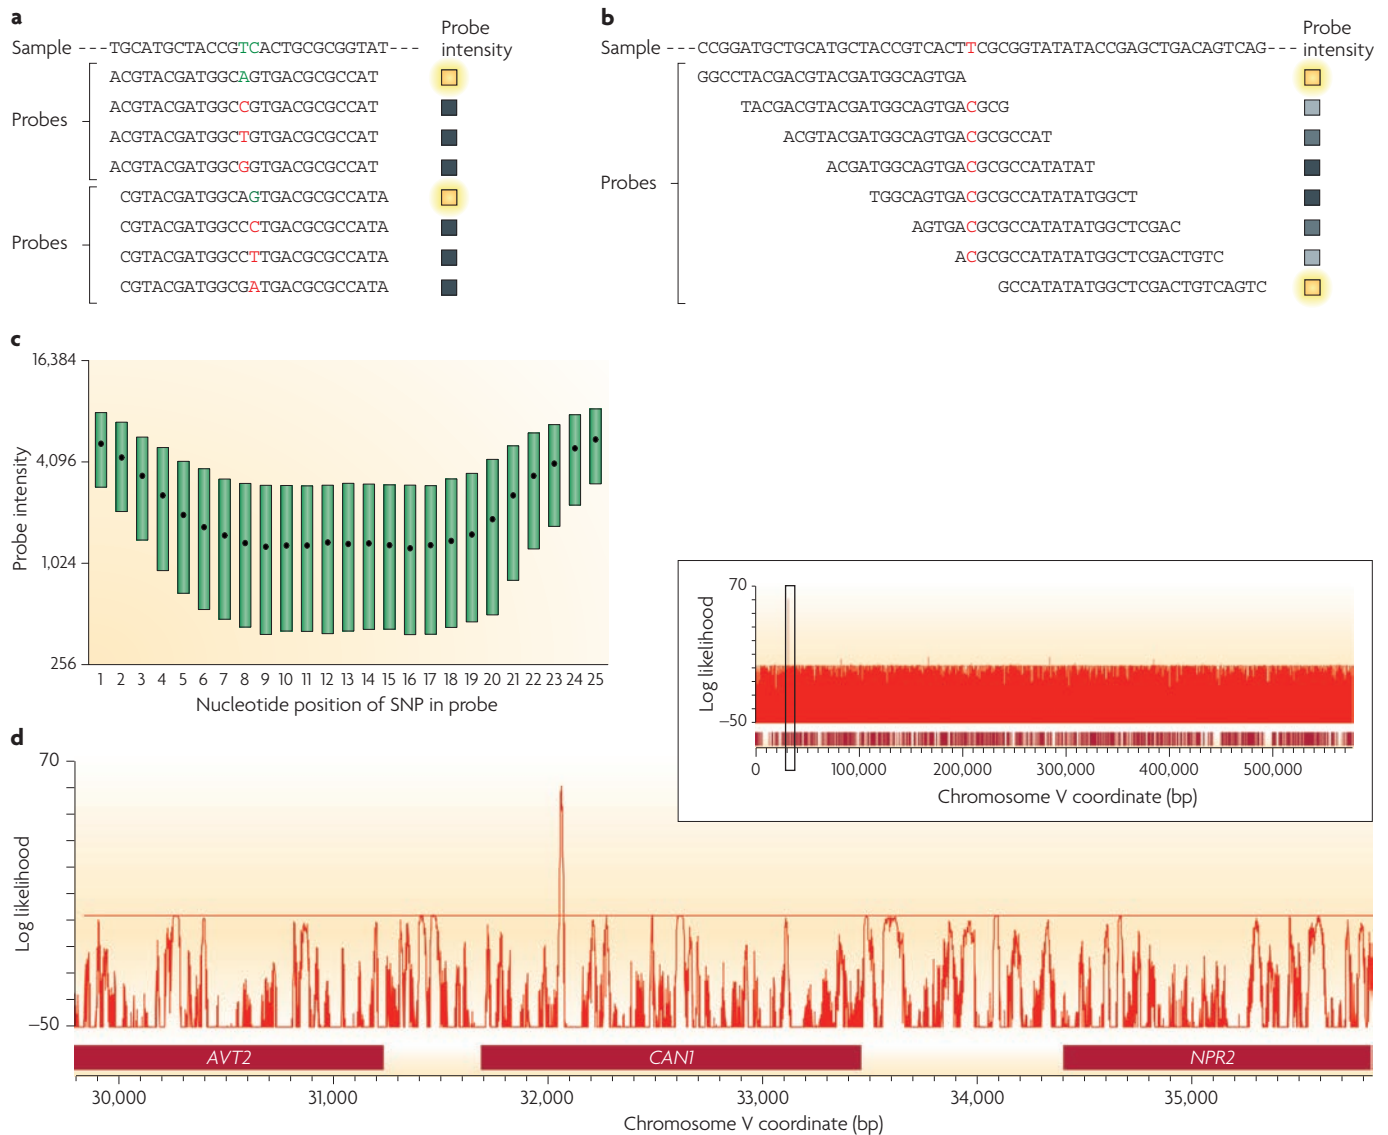 a
Probe
intensity
Sample ---TGCATGCTACCGTCACTGCGCGGTAT---
ACGTACGATGGCAGTGACGCGCCAT
ACGTACGATGGCCGTGACGCGCCAT
Probes
ACGTACGATGGCTGTGACGCGCCAT
ACGTACGATGGCGGTGACGCGCCAT
CGTACGATGGCAGTGACGCGCCATA
CGTACGATGGCCCTGACGCGCCATA
Probes
CGTACGATGGCCTTGACGCGCCATA
CGTACGATGGCGATGACGCGCCATA
b
Probe
intensity
Sample ---CCGGATGCTGCATGCTACCGTCACTTCGCGGTATATACCGAGCTGACAGTCAG---
GGCCTACGACGTACGATGGCAGTGA
TACGACGTACGATGGCAGTGACGCG
ACGTACGATGGCAGTGACGCGCCAT
ACGATGGCAGTGACGCGCCATATAT
Probes
TGGCAGTGACGCGCCATATATGGCT
AGTGACGCGCCATATATGGCTCGAC
ACGCGCCATATATGGCTCGACTGTC
GCCATATATGGCTCGACTGTCAGTC
c
16,384
4,096
1,024
256
Probe intensity
1 2 3 4 5 6 7 8 9 10 11 12 13 14 15 16 17 18 19 20 21 22 23 24 25
Nucleotide position of SNP in probe
70
−50
Log likelihood
0 100,000 200,000 300,000 400,000 500,000
Chromosome V coordinate (bp)
d
70
−50
Log likelihood
AVT2 CAN1 NPR2
30,000 31,000 32,000 33,000 34,000 35,000
Chromosome V coordinate (bp)